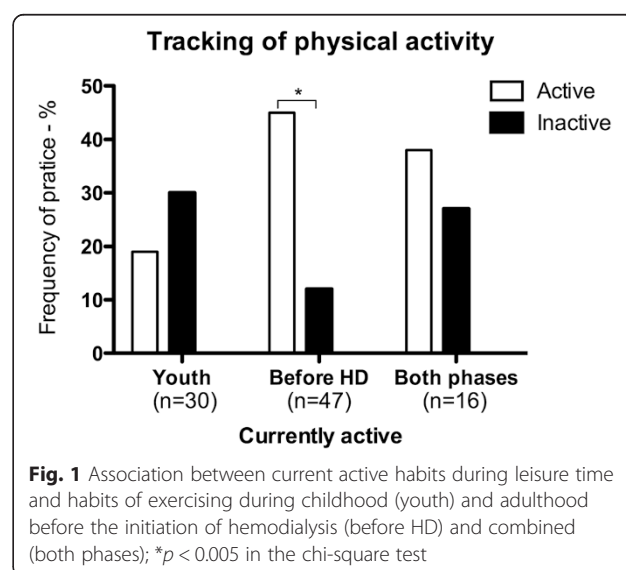 Tracking of physical activity
Frequency of pratice - %
50
40
30
20
10
0
*
Active
Inactive
Youth
(n=30)
Before HD
(n=47)
Both phases
(n=16)
Currently active
Fig. 1 Association between current active habits during leisure time
and habits of exercising during childhood (youth) and adulthood
before the initiation of hemodialysis (before HD) and combined
(both phases); *p < 0.005 in the chi-square test